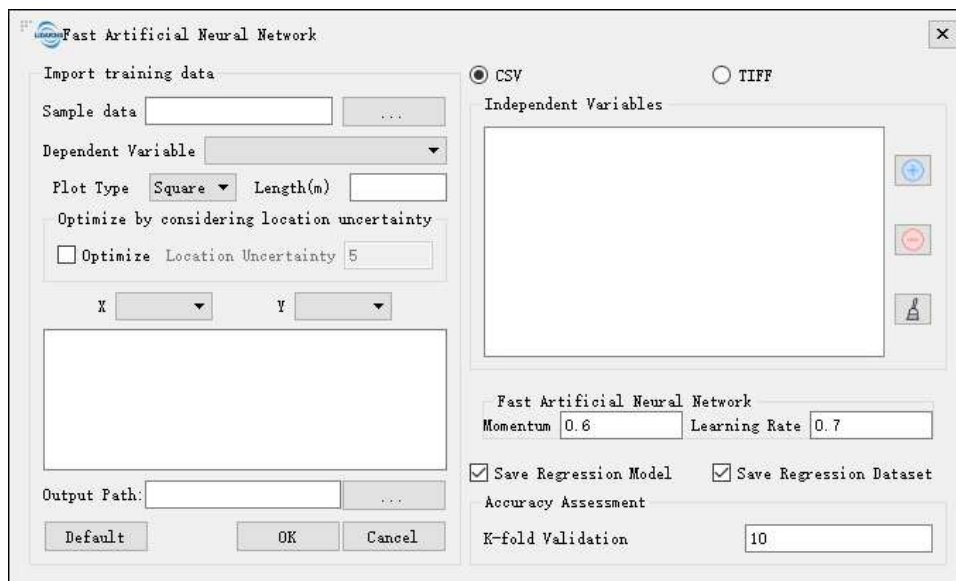 Fast Artificial Neural Network
Import training data
Sample data ...
Dependent Variable
Plot Type Square Length(m)
Optimize by considering location uncertainty
Optimize Location Uncertainty 5
X Y
Output Path: ...
Default OK Cancel
CSV TIFF
Independent Variables
Fast Artificial Neural Network
Momentum 0.6 Learning Rate 0.7
Save Regression Model Save Regression Dataset
Accuracy Assessment
K-fold Validation 10